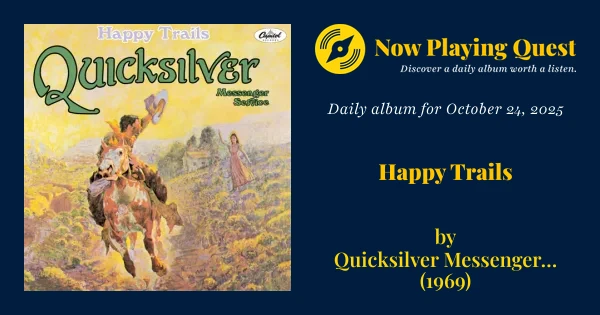 Happy Trails
Capitol
Quicksilver
Messenger
Service
Now Playing Quest
Discover a daily album worth a listen.
Daily album for October 24, 2025
Happy Trails
by
Quicksilver Messenger...
(1969)